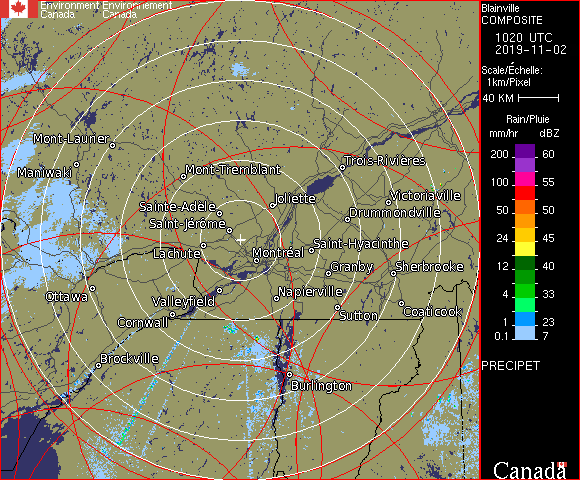 Environment Environnement
Canada Canada
Blainville
COMPOSITE
1020 UTC
2019-11-02
Scale/Échelle:
1km/Pixel
40 KM
Rain/Pluie
mm/hr dBZ
200 60
150 57
100 55
50 50
24 45
12 40
4 33
1 23
0.1 7
PRECIPET
Canada
Mont-Laurier
Maniwaki
Mont-Tremblant
Trois-Rivières
Joliette
Victoriaville
Sainte-Adèle
Drummondville
Saint-Jérôme
Saint-Hyacinthe
Lachute
Montréal
Granby
Sherbrooke
Ottawa
Valleyfield
Napierville
Cornwall
Sutton
Coaticook
Brockville
Burlington